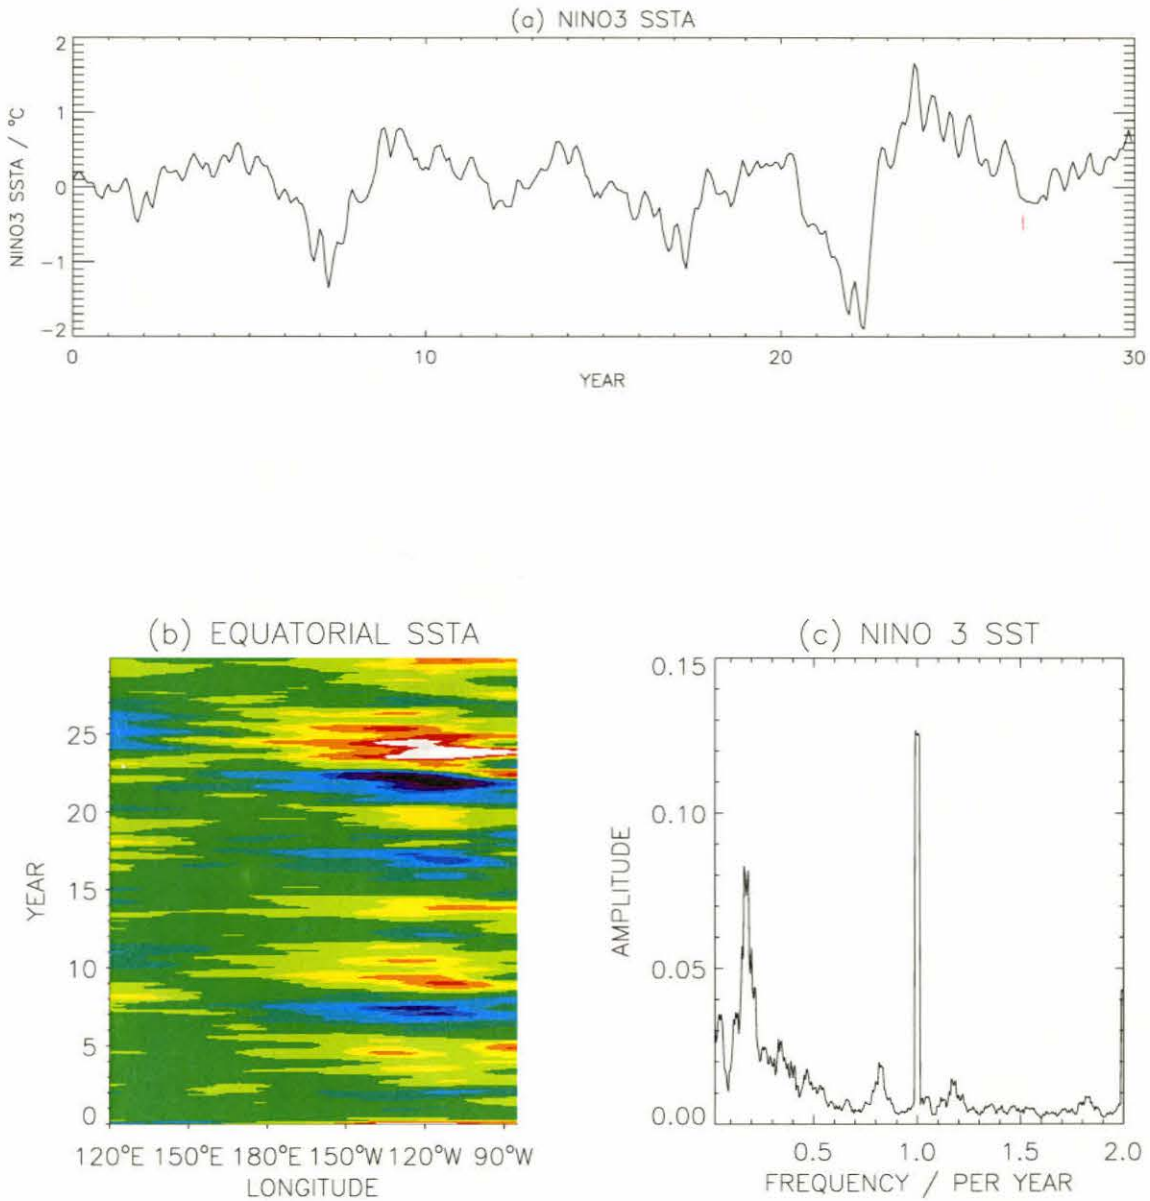 (a) NINO3 SSTA
NINO3 SSTA / °C
2
1
0
-1
-2
0 10 20 30
YEAR
(b) EQUATORIAL SSTA
YEAR
25
20
15
10
5
0
120°E 150°E 180°E 150°W 120°W 90°W
LONGITUDE
(c) NINO 3 SST
AMPLITUDE
0.15
0.10
0.05
0.00
0.5 1.0 1.5 2.0
FREQUENCY / PER YEAR